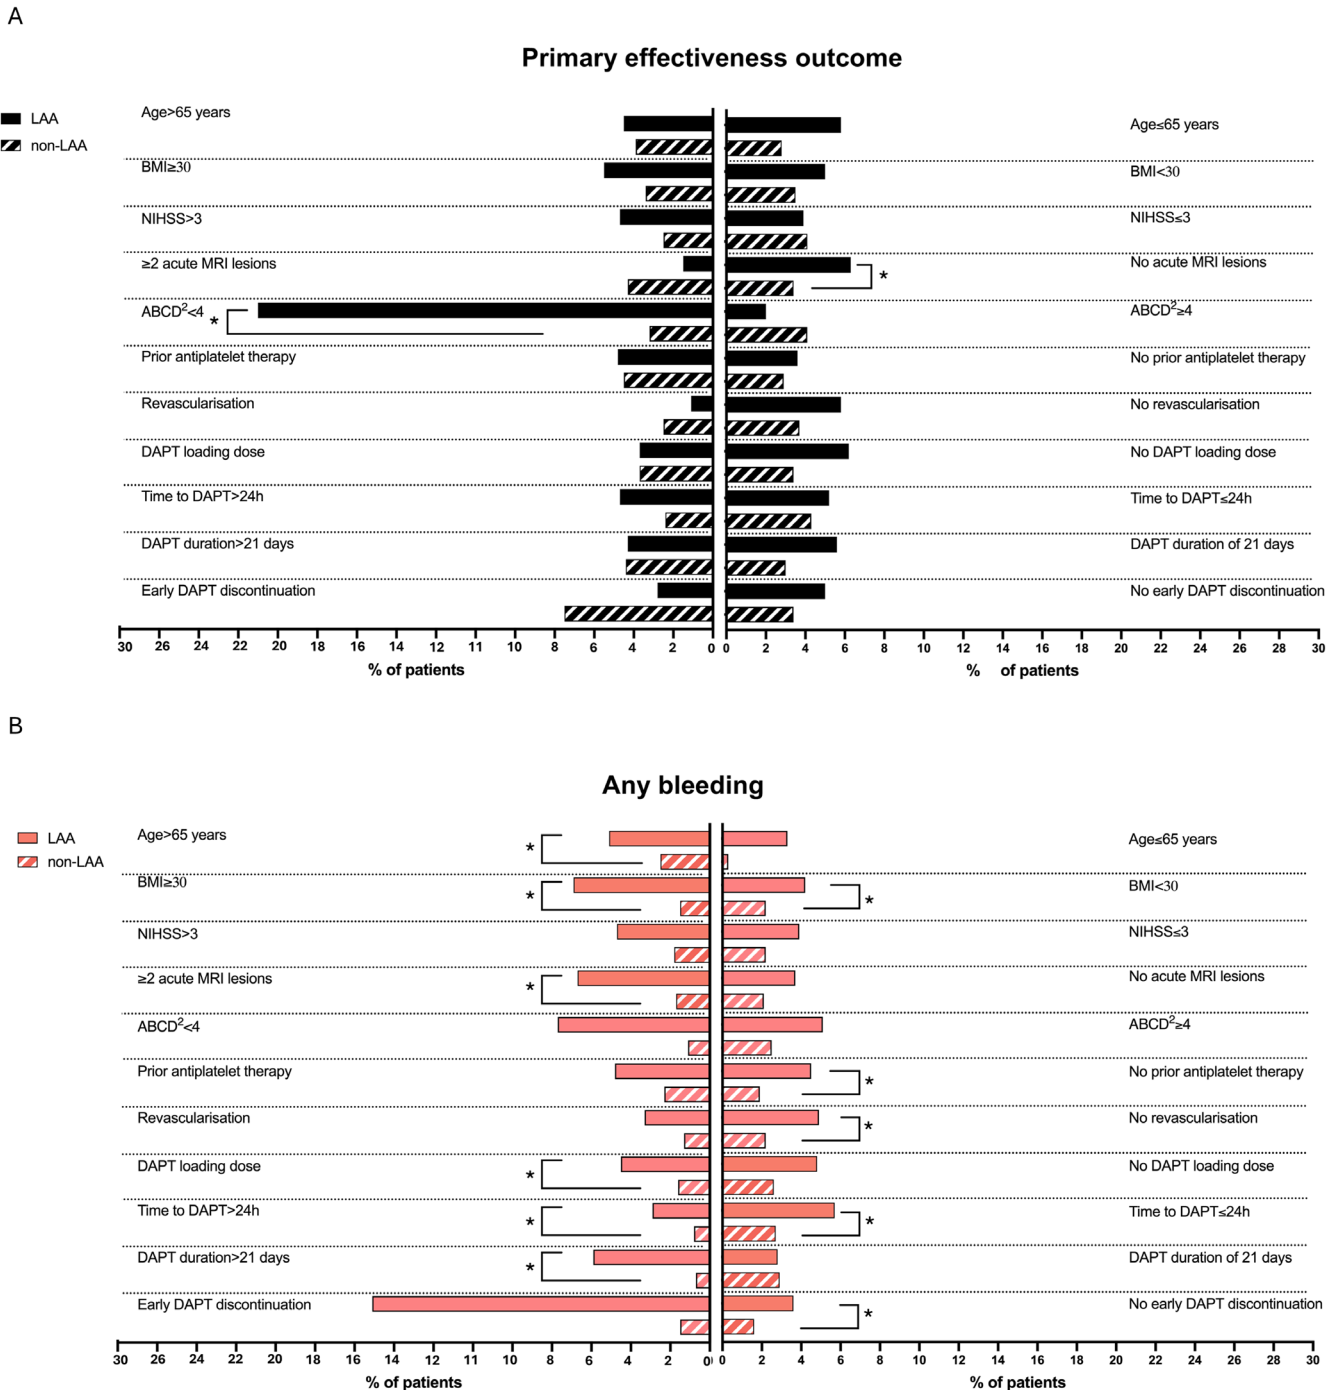 A
Primary effectiveness outcome
LAA
non-LAA
Age>65 years
Age≤65 years
BMI≥30
BMI<30
NIHSS>3
NIHSS≤3
≥2 acute MRI lesions
No acute MRI lesions
*
ABCD²<4
ABCD²≥4
*
Prior antiplatelet therapy
No prior antiplatelet therapy
Revascularisation
No revascularisation
DAPT loading dose
No DAPT loading dose
Time to DAPT>24h
Time to DAPT≤24h
DAPT duration>21 days
DAPT duration of 21 days
Early DAPT discontinuation
No early DAPT discontinuation
30 24 22 20 18 16 14 12 11 10 8 6 4 2 0 0 2 4 6 8 10 12 14 16 18 20 22 24 26 28 30
% of patients
% of patients
B
Any bleeding
LAA
non-LAA
Age>65 years
Age≤65 years
*
BMI≥30
BMI<30
* *
NIHSS>3
NIHSS≤3
≥2 acute MRI lesions
No acute MRI lesions
*
ABCD²<4
ABCD²≥4
Prior antiplatelet therapy
No prior antiplatelet therapy
*
Revascularisation
No revascularisation
*
DAPT loading dose
No DAPT loading dose
*
Time to DAPT>24h
Time to DAPT≤24h
* *
DAPT duration>21 days
DAPT duration of 21 days
*
Early DAPT discontinuation
No early DAPT discontinuation
*
30 24 22 22 20 18 16 14 12 10 8 6 4 2 0 0 2 4 6 8 10 12 14 16 18 20 22 24 26 28 30
% of patients
% of patients